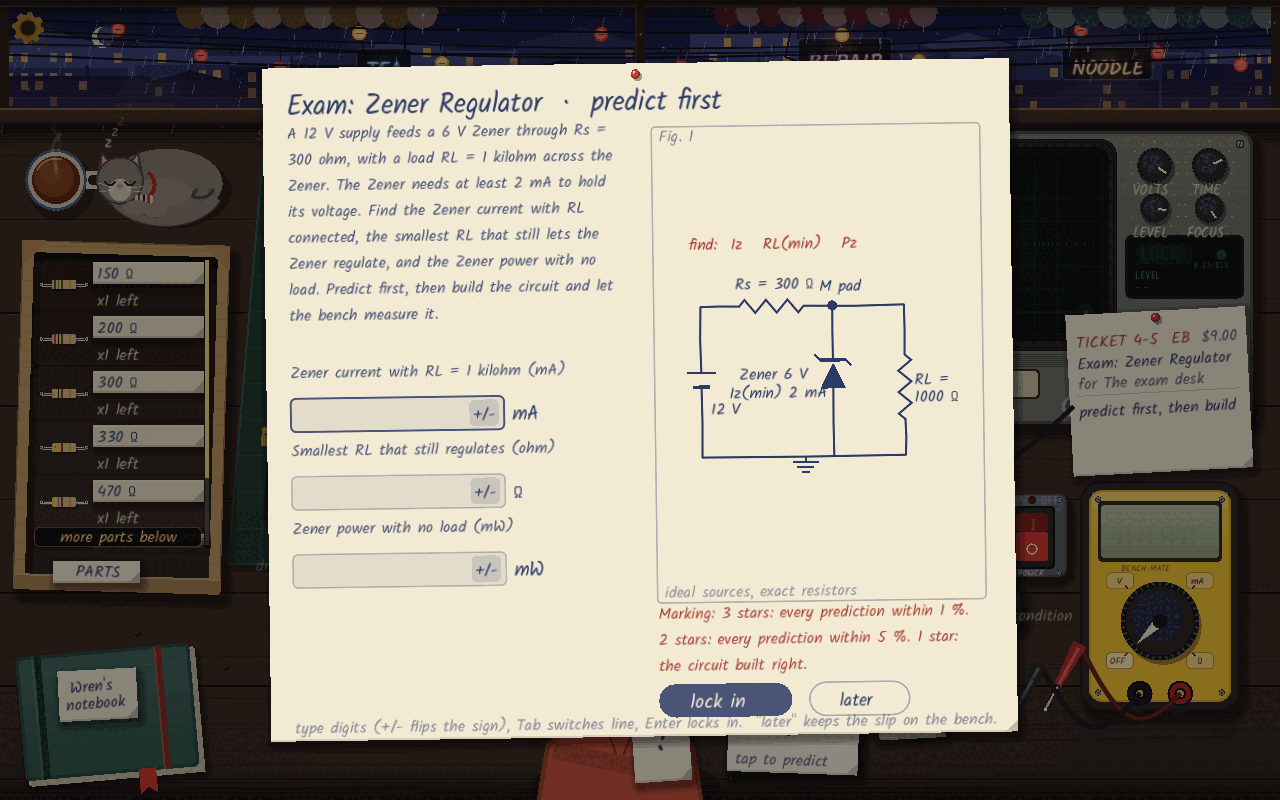 TEA
REPAIR
NOODLE
Exam: Zener Regulator · predict first
A 12 V supply feeds a 6 V Zener through Rs =
300 ohm, with a load RL = 1 kilohm across the
Zener. The Zener needs at least 2 mA to hold
its voltage. Find the Zener current with RL
connected, the smallest RL that still lets the
Zener regulate, and the Zener power with no
load. Predict first, then build the circuit and let
the bench measure it.
Zener current with RL = 1 kilohm (mA)
+/- mA
Smallest RL that still regulates (ohm)
+/- Ω
Zener power with no load (mW)
+/- mW
Fig. 1
find: Iz RL(min) Pz
Rs = 300 Ω M pad
Zener 6 V
Iz(min) 2 mA
12 V
RL =
1000 Ω
ideal sources, exact resistors
Marking: 3 stars: every prediction within 1 %.
2 stars: every prediction within 5 %. 1 star:
the circuit built right.
lock in
later
type digits (+/- flips the sign), Tab switches line, Enter locks in. "later" keeps the slip on the bench.
z
z
z
150 Ω
x1 left
200 Ω
x1 left
300 Ω
x1 left
330 Ω
x1 left
470 Ω
x1 left
more parts below
PARTS
Wren's
notebook
tap to predict
VOLTS
TIME
LEVEL
FOCUS
LOCK
LEVEL
TICKET 4-5 EB $9.00
Exam: Zener Regulator
for The exam desk
predict first, then build
OFF
I
POWER
condition
BENCH-MATE
V
mA
OFF
Ω